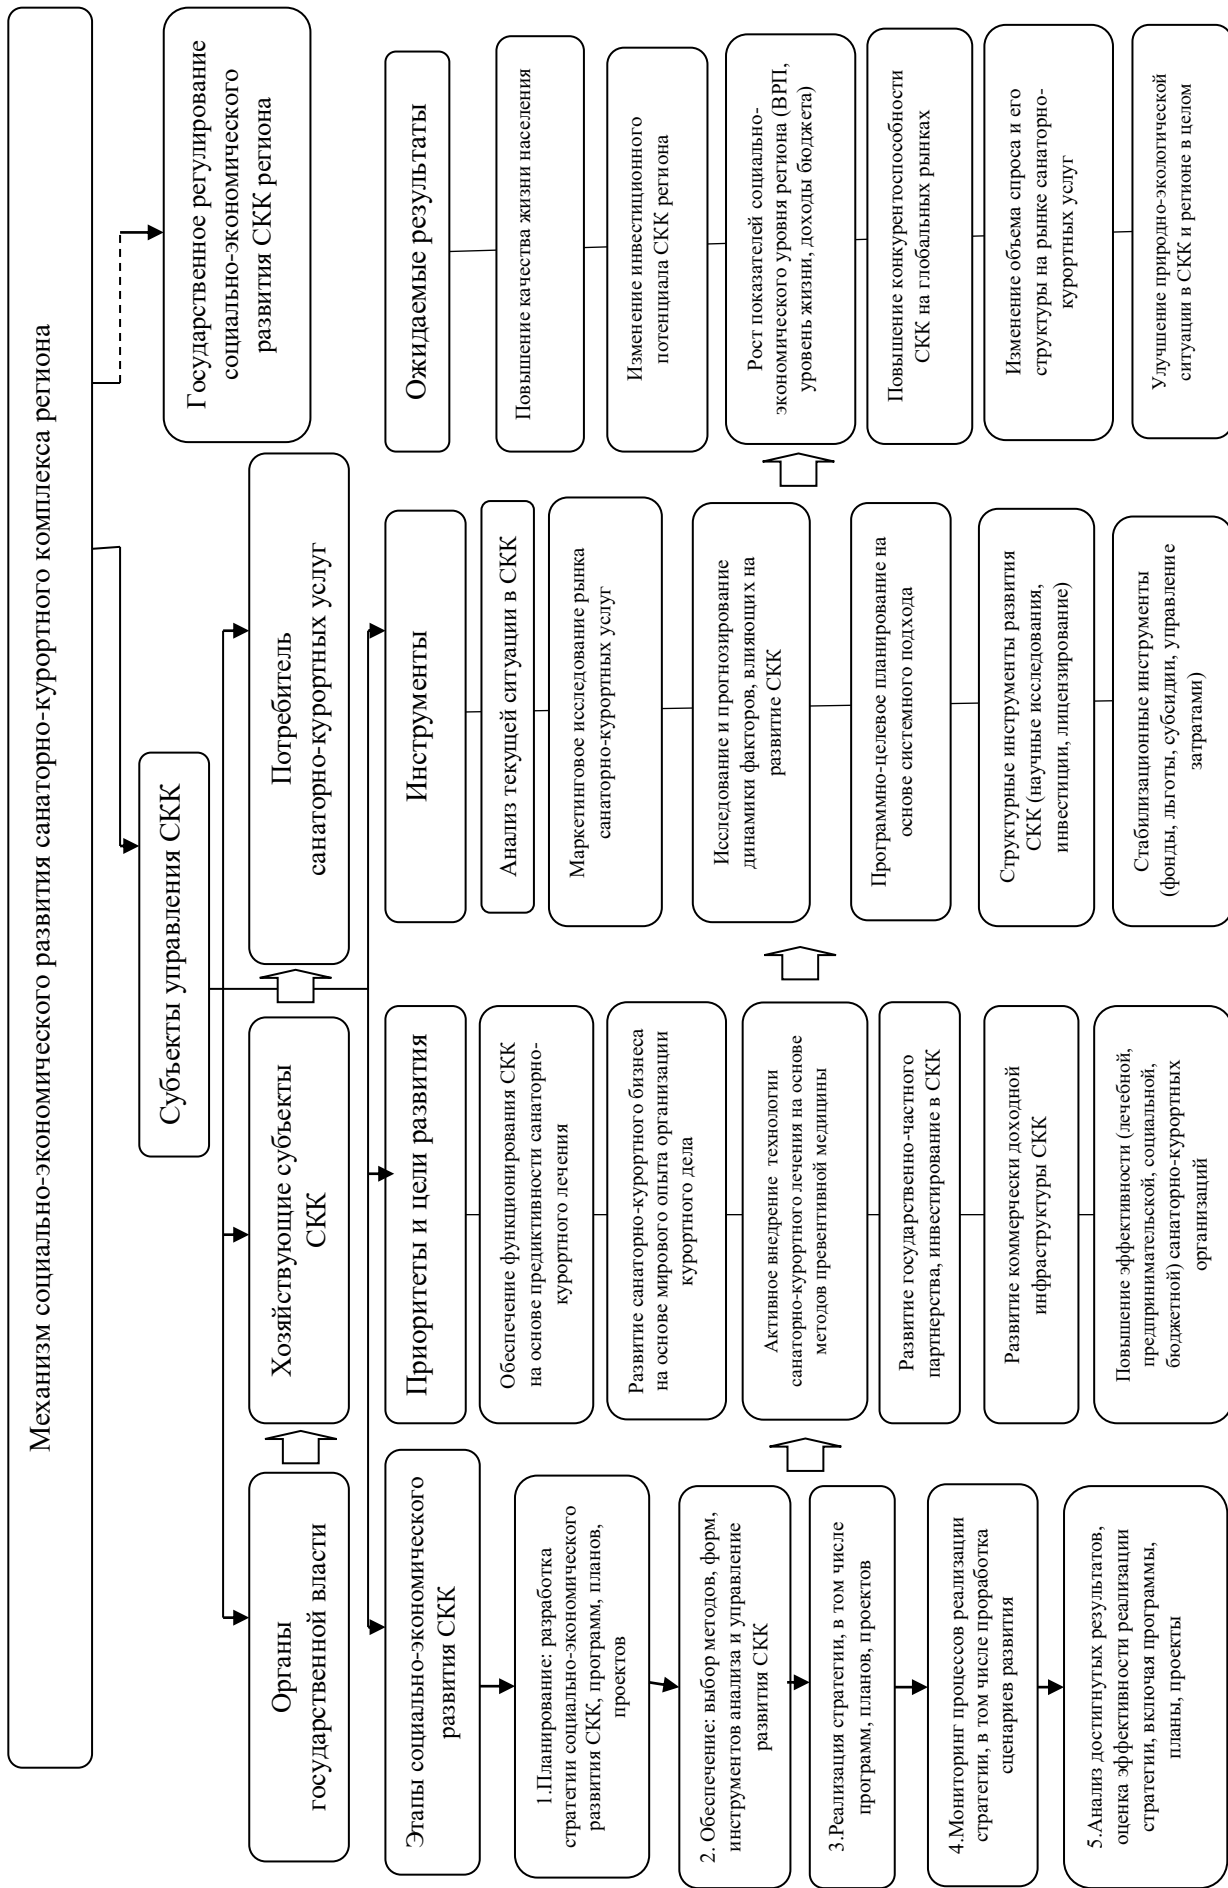 Механизм социально-экономического развития санаторно-курортного комплекса региона
Субъекты управления СКК
Государственное регулирование
социально-экономического
развития СКК региона
Органы
государственной власти
Хозяйствующие субъекты
СКК
Потребитель
санаторно-курортных услуг
Этапы социально-экономического
развития СКК
1.Планирование: разработка
стратегии социально-экономического
развития СКК, программ, планов,
проектов
2. Обеспечение: выбор методов, форм,
инструментов анализа и управление
развития СКК
3.Реализация стратегии, в том числе
программ, планов, проектов
4.Мониторинг процессов реализации
стратегии, в том числе проработка
сценариев развития
5.Анализ достигнутых результатов,
оценка эффективности реализации
стратегии, включая программы,
планы, проекты
Приоритеты и цели развития
Обеспечение функционирования СКК
на основе предиктивности санаторно-
курортного лечения
Развитие санаторно-курортного бизнеса
на основе мирового опыта организации
курортного дела
Активное внедрение технологии
санаторно-курортного лечения на основе
методов превентивной медицины
Развитие государственно-частного
партнерства, инвестирование в СКК
Развитие коммерчески доходной
инфраструктуры СКК
Повышение эффективности (лечебной,
предпринимательской, социальной,
бюджетной) санаторно-курортных
организаций
Инструменты
Анализ текущей ситуации в СКК
Маркетинговое исследование рынка
санаторно-курортных услуг
Исследование и прогнозирование
динамики факторов, влияющих на
развитие СКК
Программно-целевое планирование на
основе системного подхода
Структурные инструменты развития
СКК (научные исследования,
инвестиции, лицензирование)
Стабилизационные инструменты
(фонды, льготы, субсидии, управление
затратами)
Ожидаемые результаты
Повышение качества жизни населения
Изменение инвестиционного
потенциала СКК региона
Рост показателей социально-
экономического уровня региона (ВРП,
уровень жизни, доходы бюджета)
Повышение конкурентоспособности
СКК на глобальных рынках
Изменение объема спроса и его
структуры на рынке санаторно-
курортных услуг
Улучшение природно-экологической
ситуации в СКК и регионе в целом